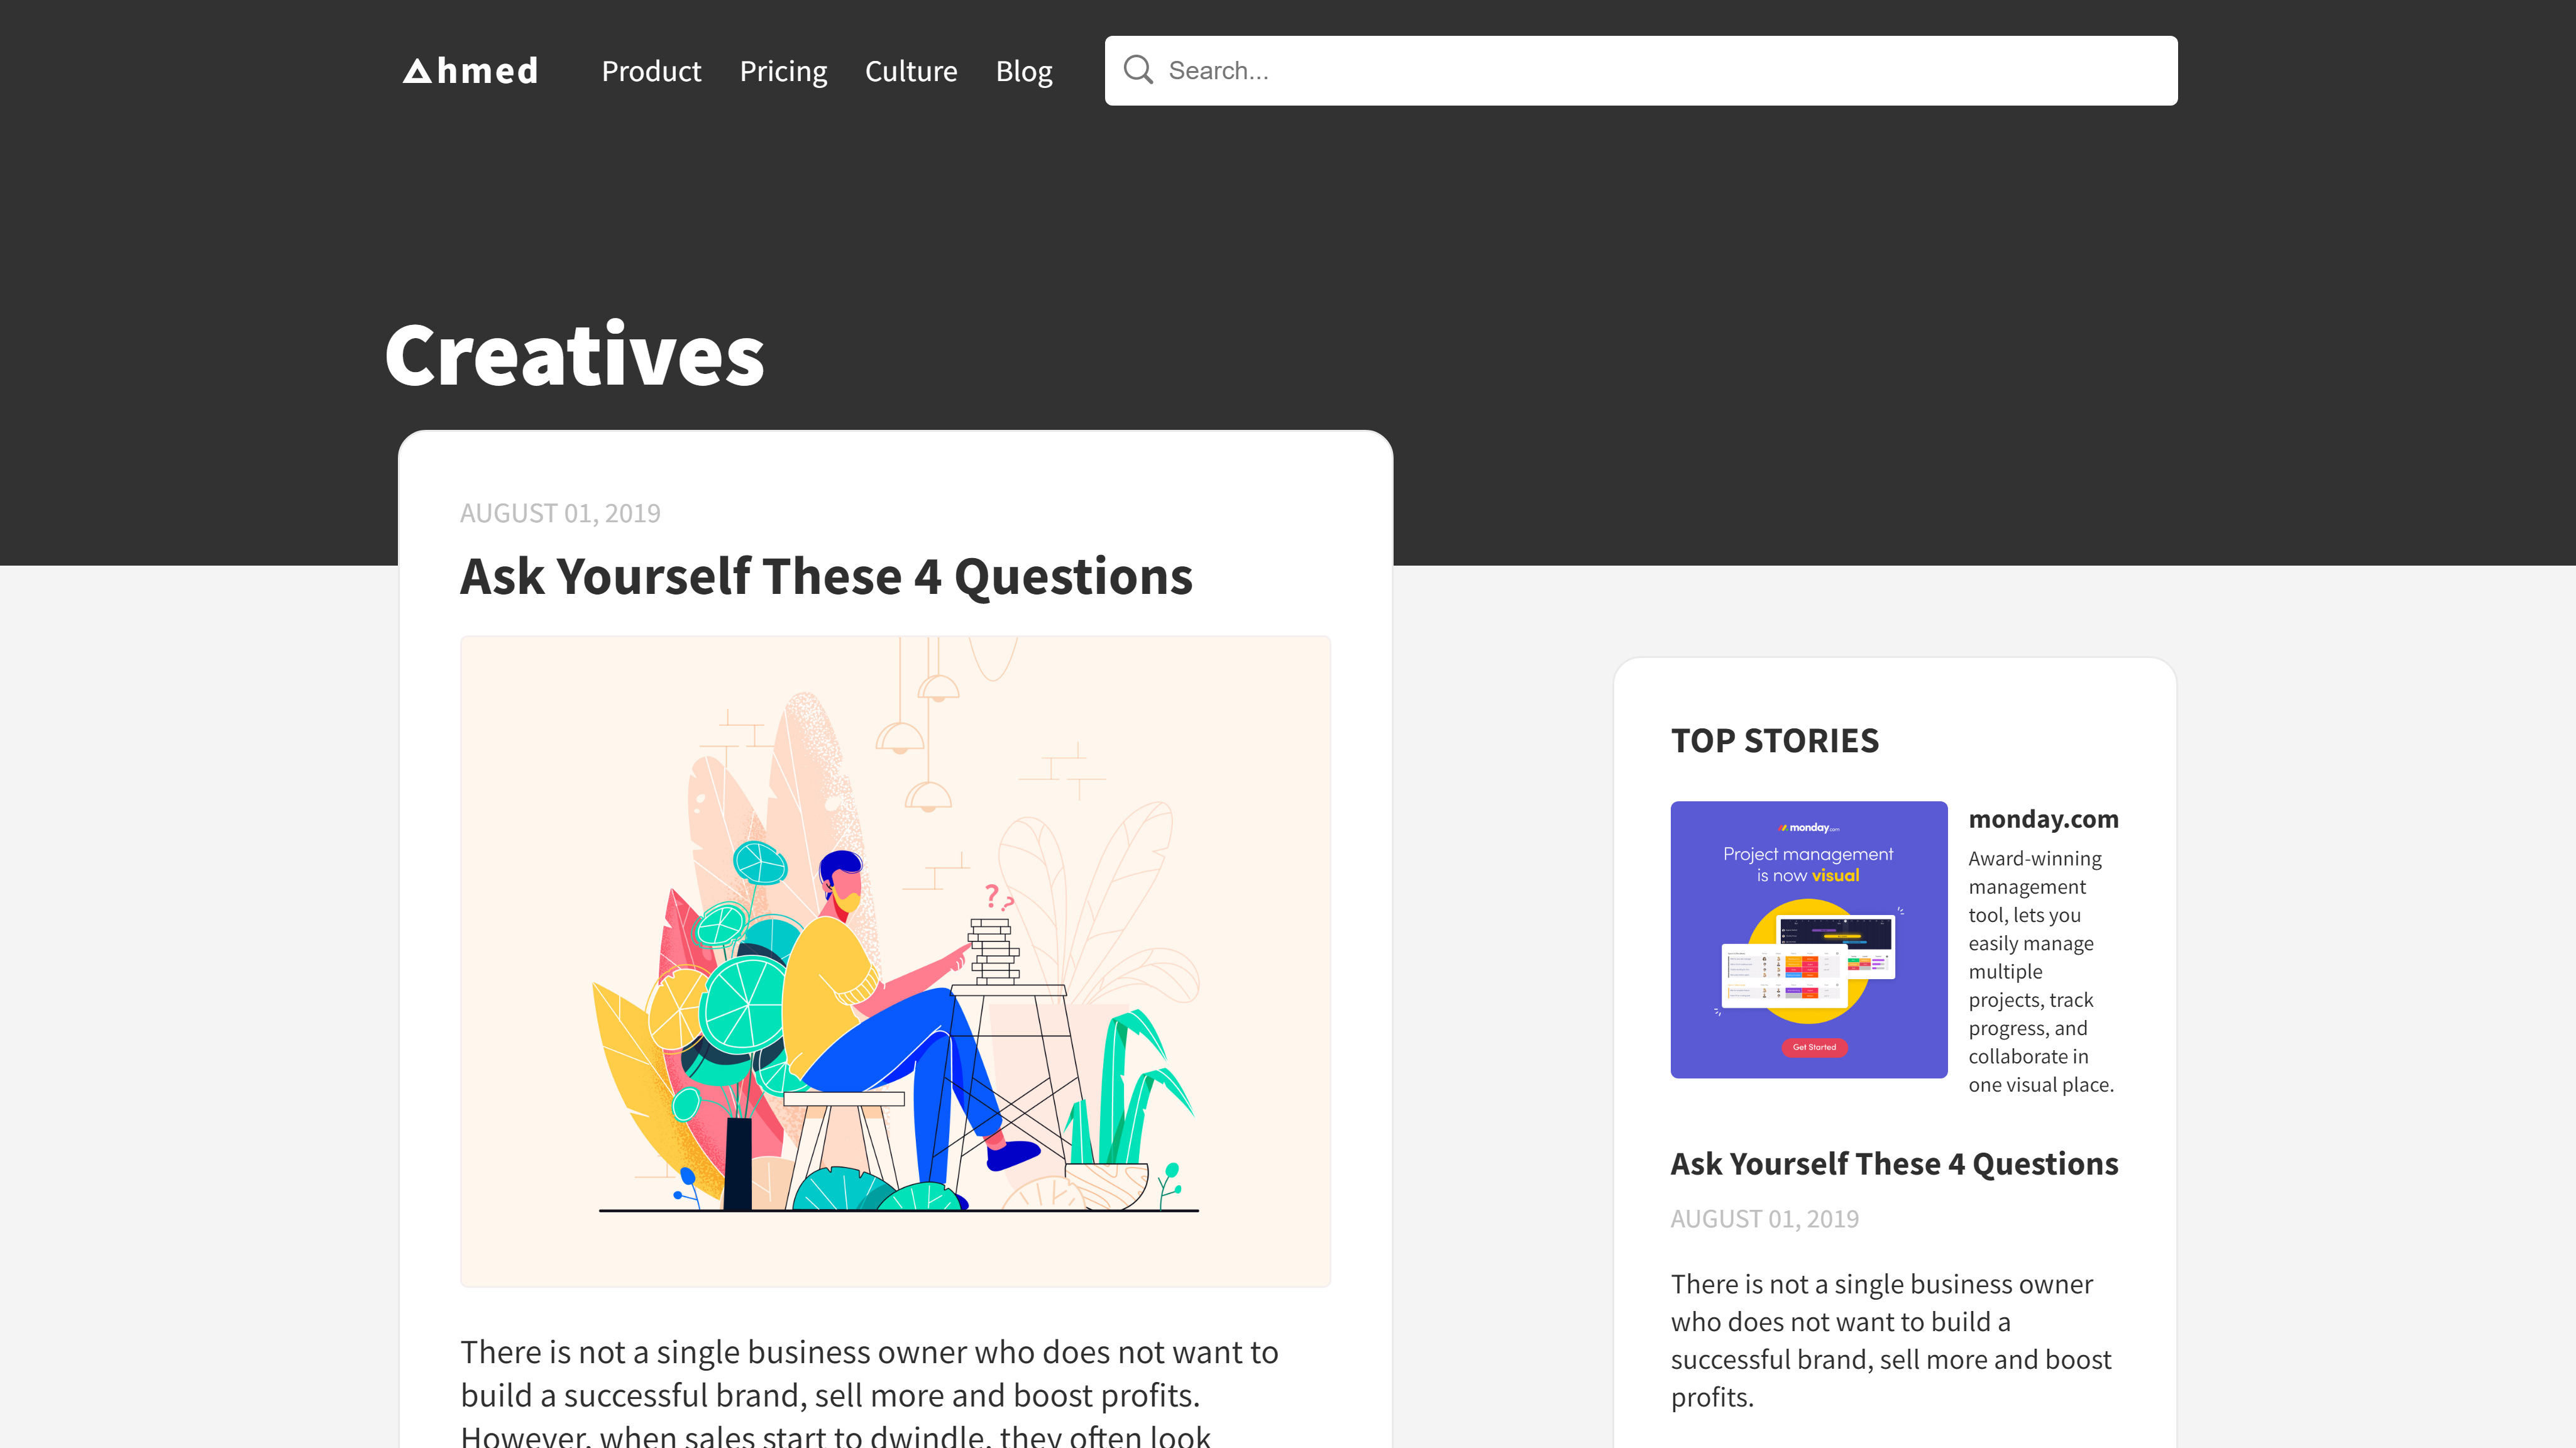 Ahmed
Product
Pricing
Culture
Blog
Search...
Creatives
AUGUST 01, 2019
Ask Yourself These 4 Questions
??
There is not a single business owner who does not want to
build a successful brand, sell more and boost profits.
However, when sales start to dwindle, they often look
TOP STORIES
monday.com
Project management
is now visual
Get Started
monday.com
Award-winning
management
tool, lets you
easily manage
multiple
projects, track
progress, and
collaborate in
one visual place.
Ask Yourself These 4 Questions
AUGUST 01, 2019
There is not a single business owner
who does not want to build a
successful brand, sell more and boost
profits.